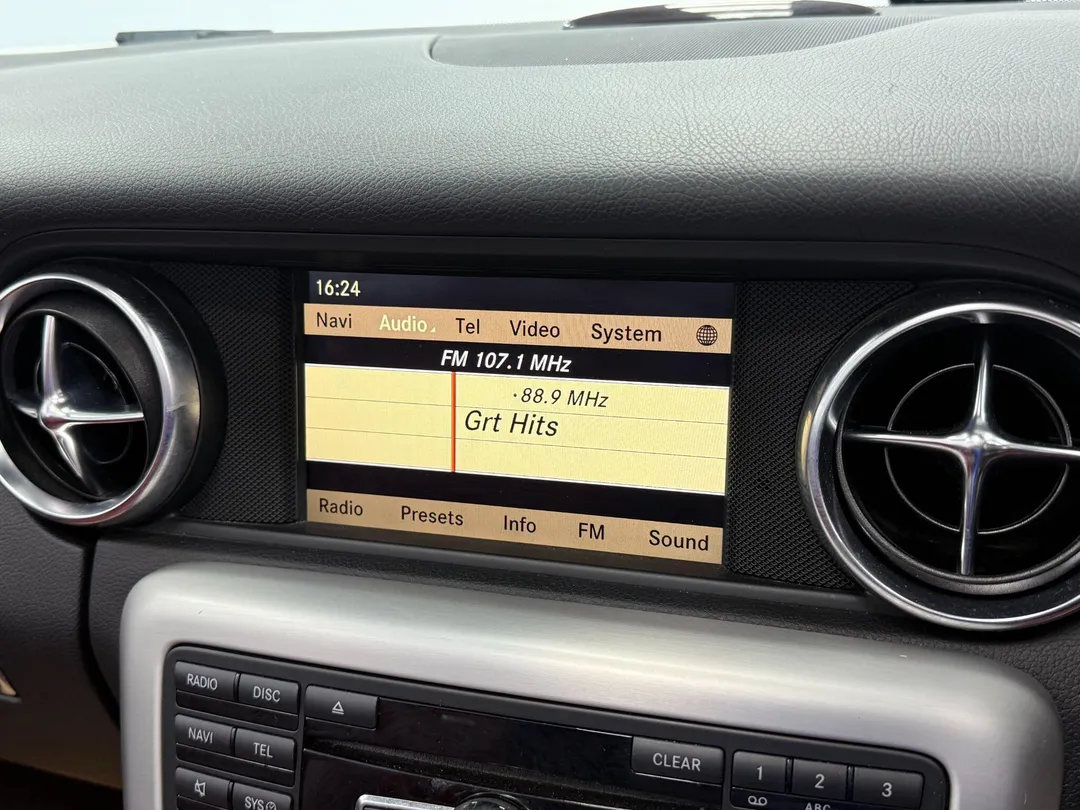 16:24
Navi Audio Tel Video System
FM 107.1 MHz
·88.9 MHz
Grt Hits
Radio Presets Info FM Sound
RADIO DISC
NAVI TEL CLEAR 1 2 3
SYS ABC